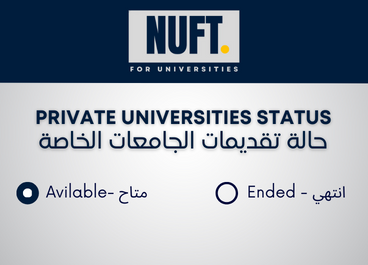 NUFT.
FOR UNIVERSITIES
PRIVATE UNIVERSITIES STATUS
حالة تقديمات الجامعات الخاصة
Avilable- متاح
Ended - انتهي